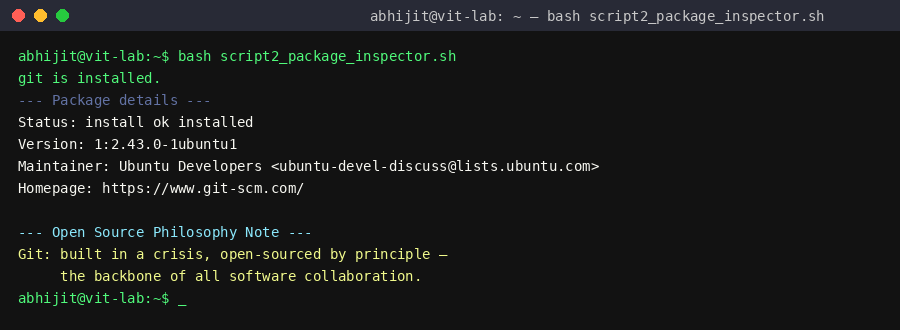 abhijit@vit-lab: ~ — bash script2_package_inspector.sh
abhijit@vit-lab:~$ bash script2_package_inspector.sh
git is installed.
--- Package details ---
Status: install ok installed
Version: 1:2.43.0-1ubuntu1
Maintainer: Ubuntu Developers <ubuntu-devel-discuss@lists.ubuntu.com>
Homepage: https://www.git-scm.com/
--- Open Source Philosophy Note ---
Git: built in a crisis, open-sourced by principle —
the backbone of all software collaboration.
abhijit@vit-lab:~$ _